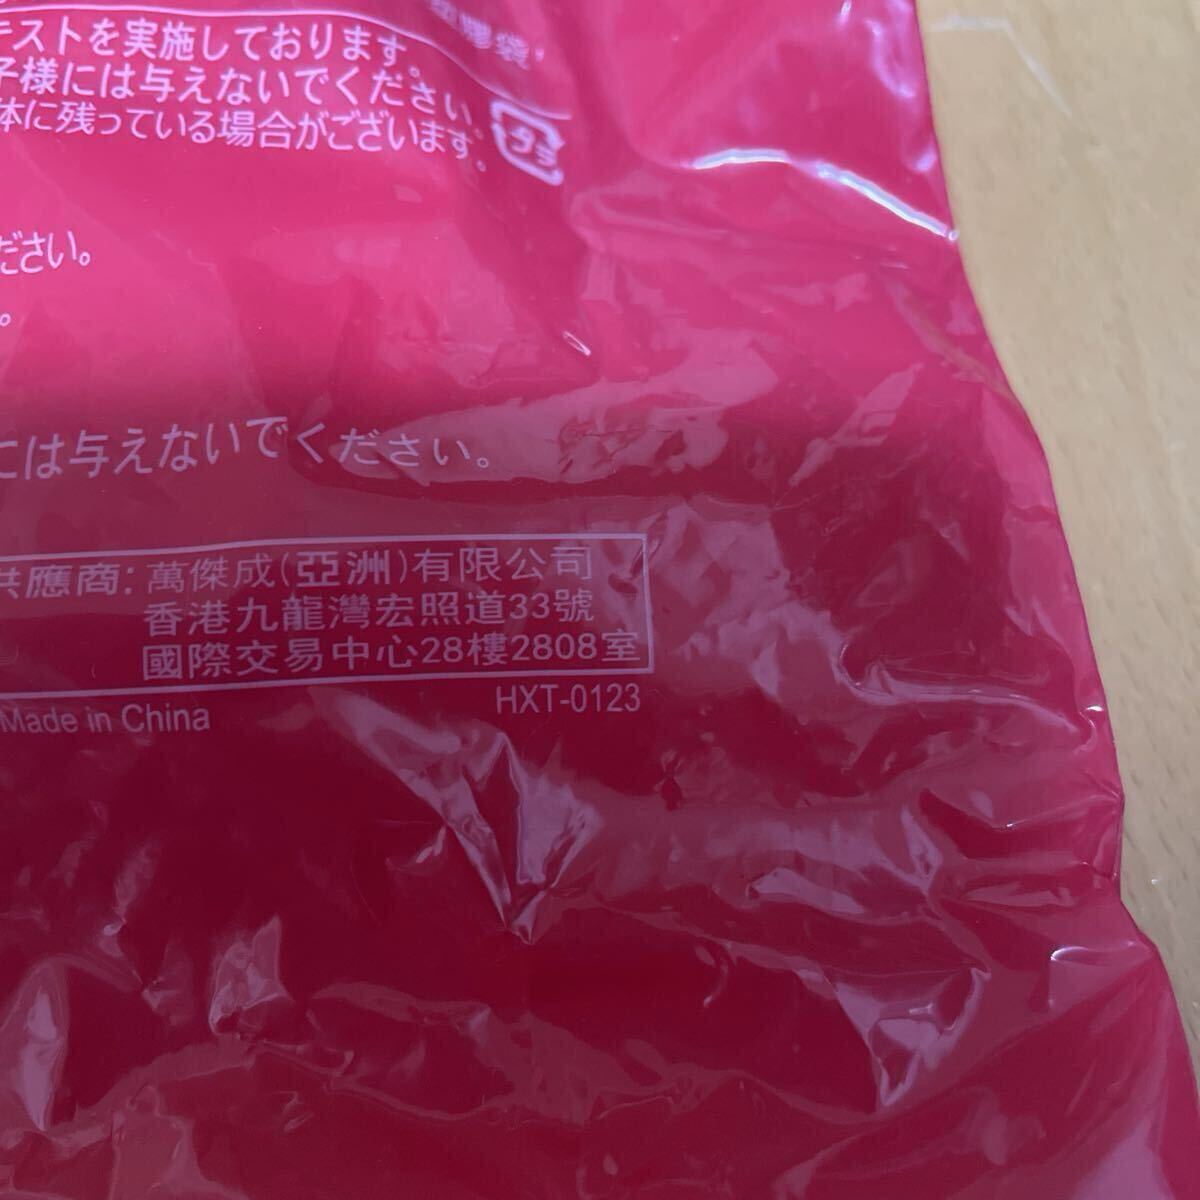 膠袋
テストを実施しております。
子様には与えないでください。
体に残っている場合がございます。
プラ
ださい。
。
には与えないでください。
供應商: 萬傑成(亞洲)有限公司
香港九龍灣宏照道33號
國際交易中心28樓2808室
HXT-0123
Made in China